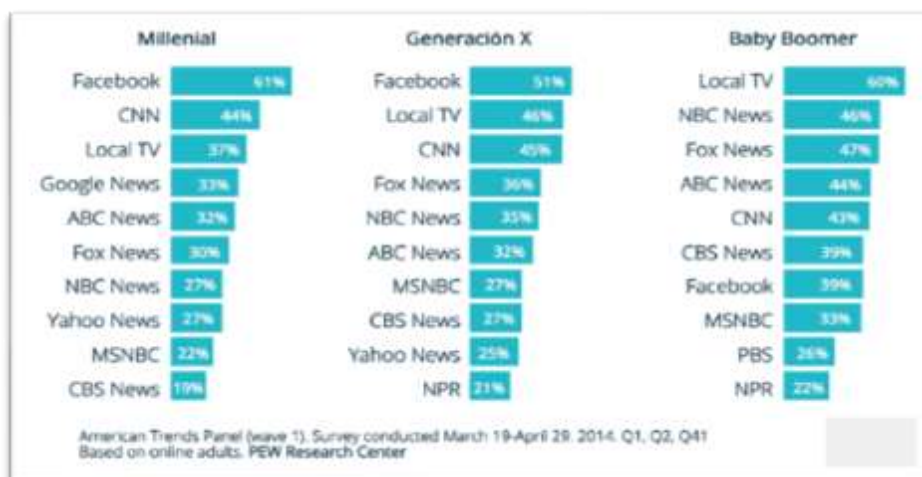 Millenial
Facebook 61%
CNN 44%
Local TV 37%
Google News 33%
ABC News 32%
Fox News 30%
NBC News 27%
Yahoo News 27%
MSNBC 22%
CBS News 19%
Generación X
Facebook 51%
Local TV 46%
CNN 45%
Fox News 36%
NBC News 35%
ABC News 32%
MSNBC 27%
CBS News 27%
Yahoo News 25%
NPR 21%
Baby Boomer
Local TV 60%
NBC News 46%
Fox News 47%
ABC News 44%
CNN 43%
CBS News 39%
Facebook 39%
MSNBC 33%
PBS 26%
NPR 22%
American Trends Panel (wave 1). Survey conducted March 19-April 29, 2014. Q1, Q2, Q41
Based on online adults. PEW Research Center